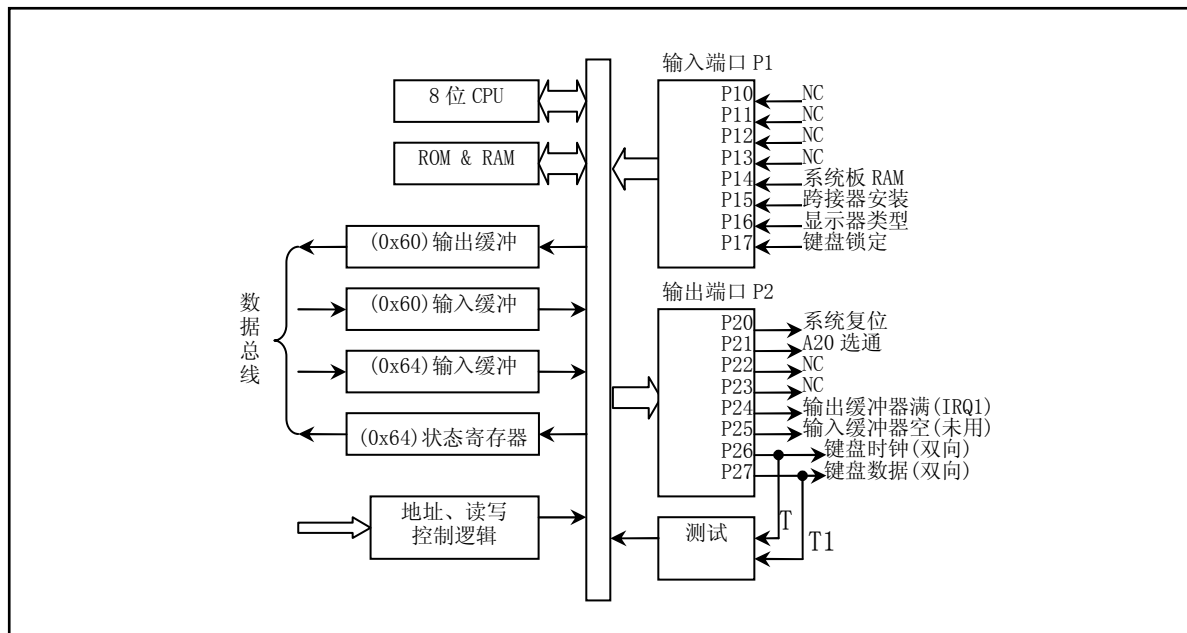 输入端口 P1
8 位 CPU
ROM & RAM
(0x60)输出缓冲
(0x60)输入缓冲
(0x64)输入缓冲
(0x64)状态寄存器
数据总线
地址、读写
控制逻辑
P10 NC
P11 NC
P12 NC
P13 NC
P14 系统板 RAM
P15 跨接器安装
P16 显示器类型
P17 键盘锁定
输出端口 P2
P20 系统复位
P21 A20 选通
P22 NC
P23 NC
P24 输出缓冲器满(IRQ1)
P25 输入缓冲器空(未用)
P26 键盘时钟(双向)
P27 键盘数据(双向)
测试
T
T1